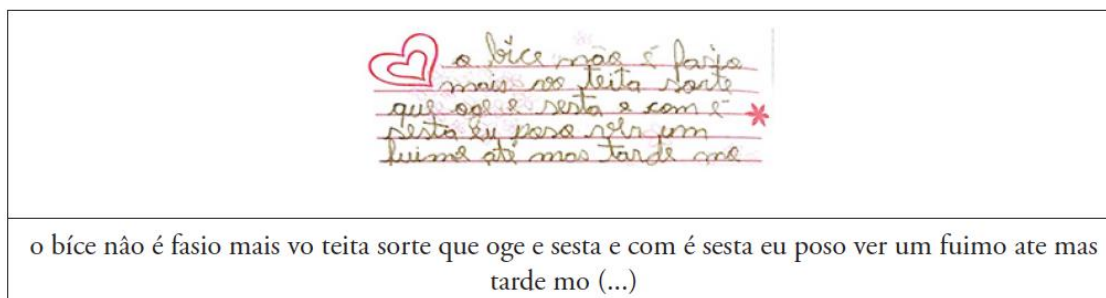 o bíce não é fasio
mais vo teita sorte
que oge e sesta e com é
sesta eu poso ver um
fuimo ate mas tarde mo
o bíce nâo é fasio mais vo teita sorte que oge e sesta e com é sesta eu poso ver um fuimo ate mas
tarde mo (...)